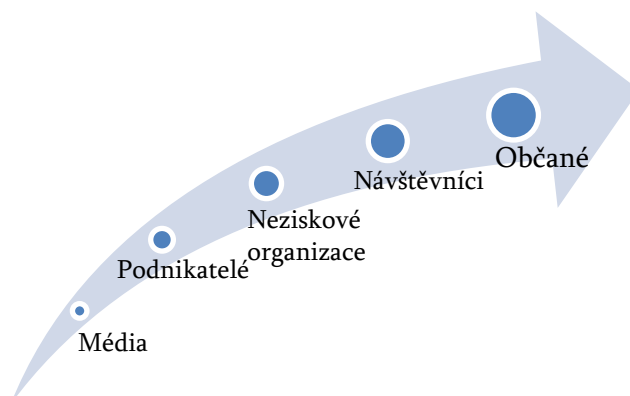 Občané
Návštěvníci
Neziskové
organizace
Podnikatelé
Média